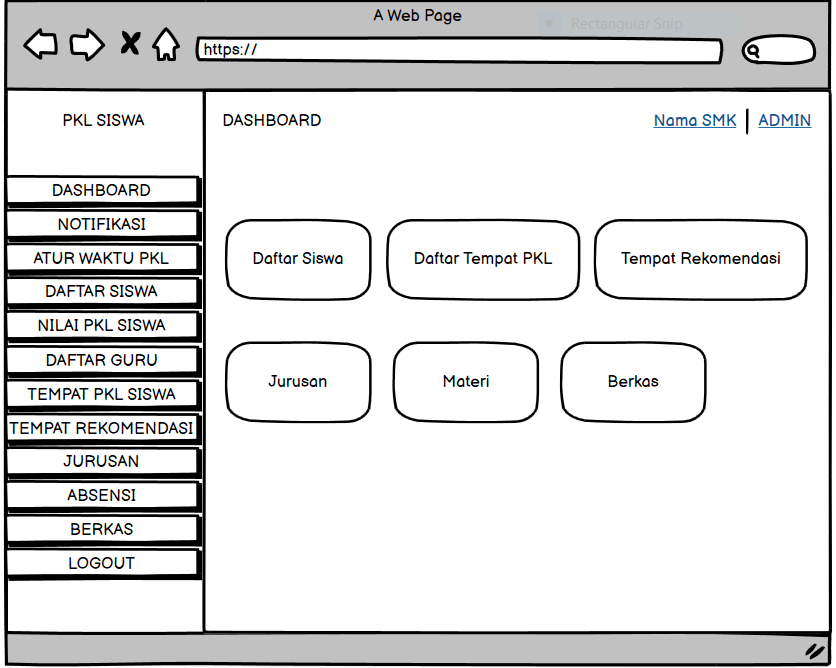 A Web Page
Rectangular Snip
https://
PKL SISWA
DASHBOARD
NOTIFIKASI
ATUR WAKTU PKL
DAFTAR SISWA
NILAI PKL SISWA
DAFTAR GURU
TEMPAT PKL SISWA
TEMPAT REKOMENDASI
JURUSAN
ABSENSI
BERKAS
LOGOUT
DASHBOARD
Nama SMK | ADMIN
Daftar Siswa
Daftar Tempat PKL
Tempat Rekomendasi
Jurusan
Materi
Berkas